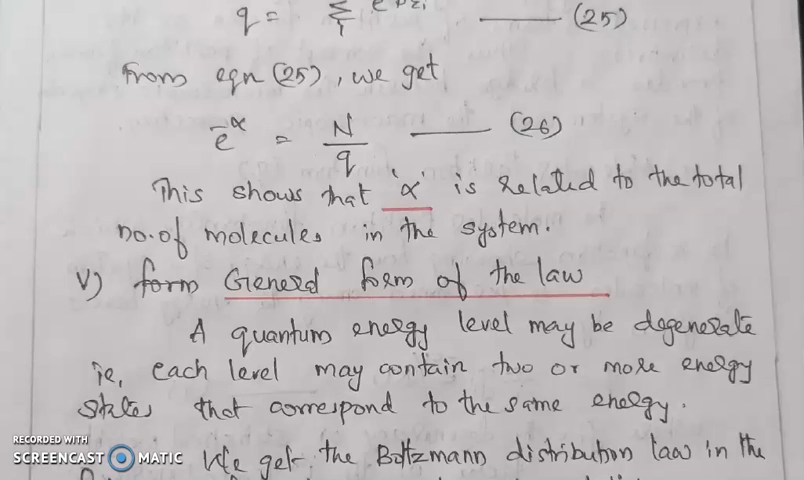 q = Σ i e ——— (25)
From eqn (25), we get
e⁻ᵅ = N/q ——— (26)
This shows that 'α' is related to the total
no. of molecules in the system.
V) form General form of the law
A quantum energy level may be degenerate
ie, each level may contain two or more energy
states that correspond to the same energy.
We get the Boltzmann distribution law in the
RECORDED WITH
SCREENCAST MATIC